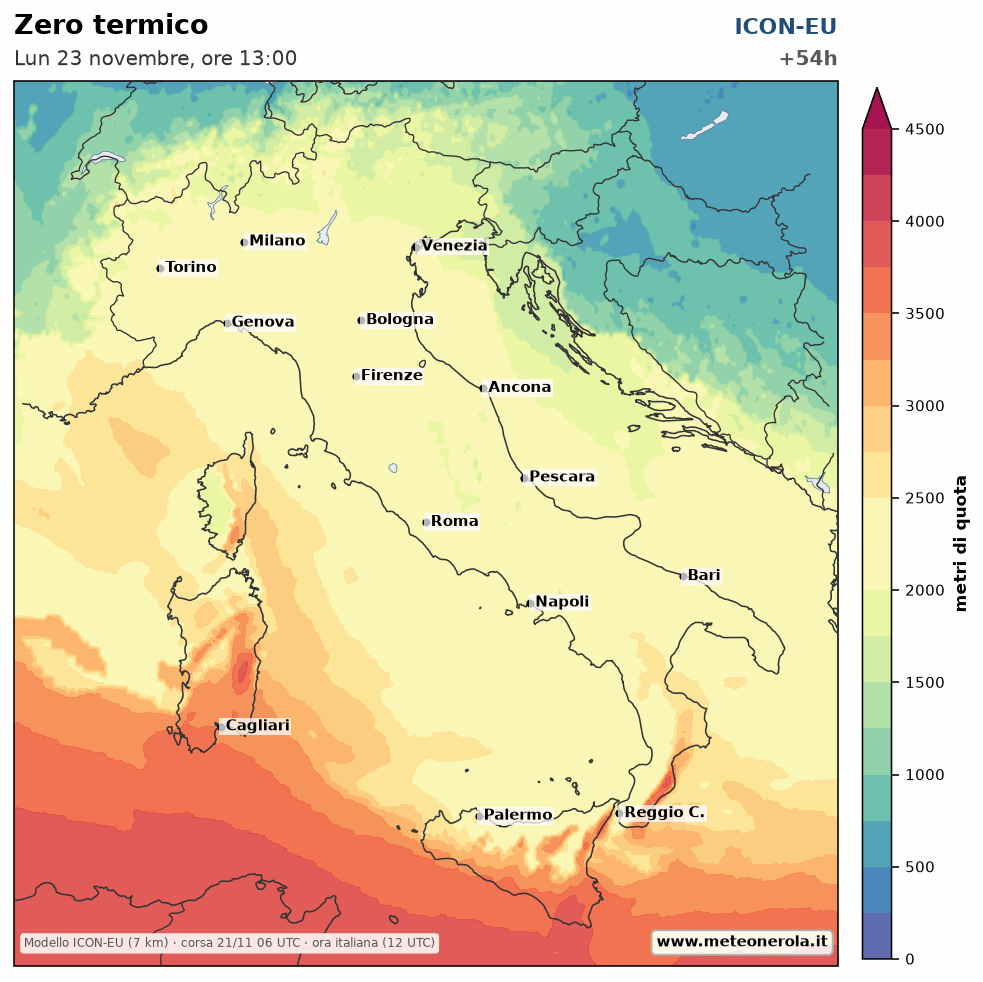 Zero termico
ICON-EU
Lun 23 novembre, ore 13:00
+54h
Milano
Venezia
Torino
Genova
Bologna
Firenze
Ancona
Pescara
Roma
Bari
Napoli
Cagliari
Palermo
Reggio C.
4500
4000
3500
3000
2500
2000
1500
1000
500
0
metri di quota
Modello ICON-EU (7 km) · corsa 21/11 06 UTC · ora italiana (12 UTC)
www.meteonerola.it